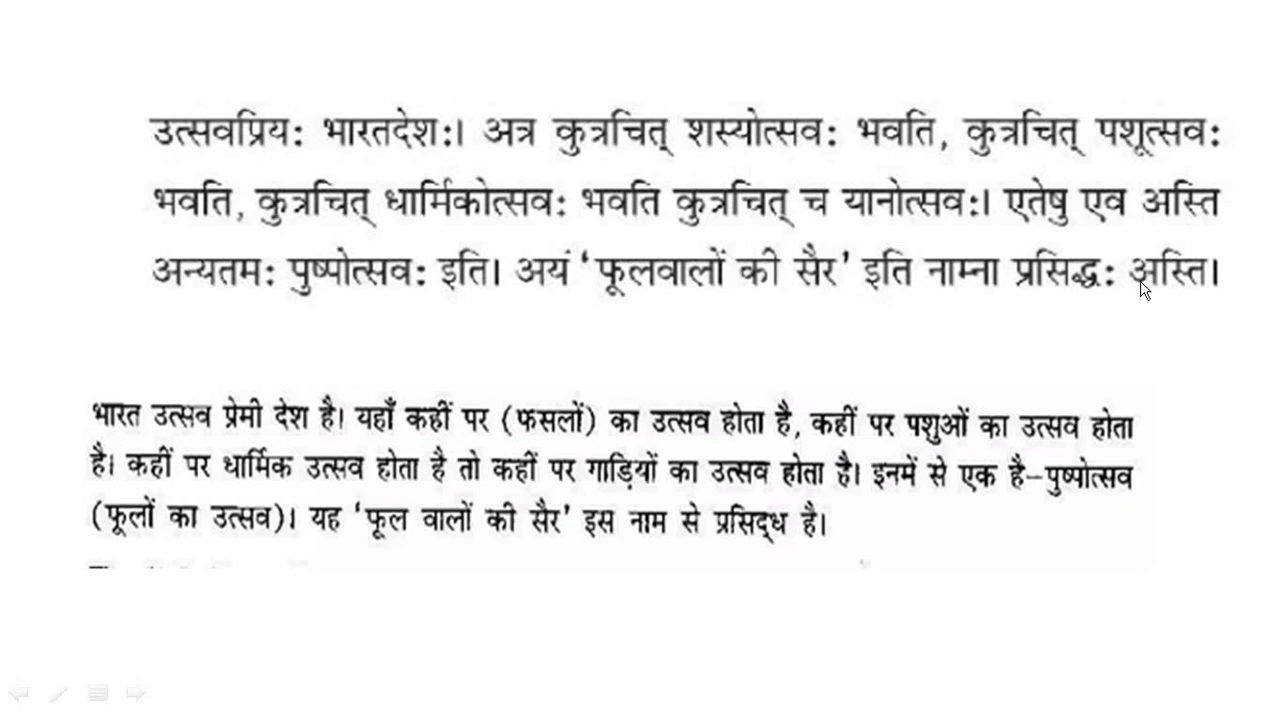 उत्सवप्रियः भारतदेशः। अत्र कुत्रचित् शस्योत्सवः भवति, कुत्रचित् पशूत्सवः
भवति, कुत्रचित् धार्मिकोत्सवः भवति कुत्रचित् च यानोत्सवः। एतेषु एव अस्ति
अन्यतमः पुष्पोत्सवः इति। अयं ‘फूलवालों की सैर’ इति नाम्ना प्रसिद्धः अस्ति।
भारत उत्सव प्रेमी देश है। यहाँ कहीं पर (फसलों) का उत्सव होता है, कहीं पर पशुओं का उत्सव होता
है। कहीं पर धार्मिक उत्सव होता है तो कहीं पर गाड़ियों का उत्सव होता है। इनमें से एक है–पुष्पोत्सव
(फूलों का उत्सव)। यह ‘फूल वालों की सैर’ इस नाम से प्रसिद्ध है।